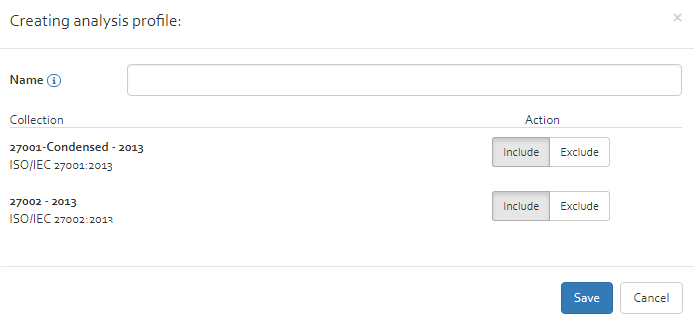 Creating analysis profile:
×
Name
Collection Action
27001-Condensed - 2013
ISO/IEC 27001:2013
Include Exclude
27002 - 2013
ISO/IEC 27002:2013
Include Exclude
Save Cancel